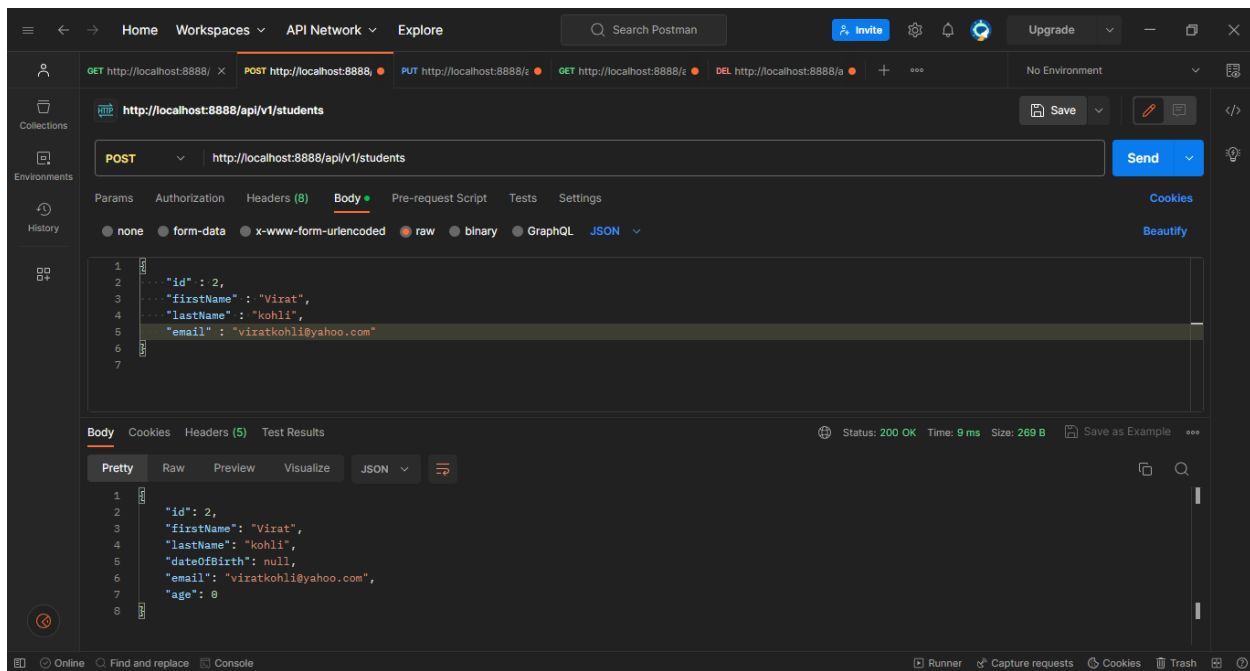 Home Workspaces API Network Explore Search Postman Invite Upgrade
GET http://localhost:8888/ POST http://localhost:8888/ PUT http://localhost:8888/a GET http://localhost:8888/a DEL http://localhost:8888/a No Environment
Collections
Environments
History
HTTP http://localhost:8888/api/v1/students Save
POST http://localhost:8888/api/v1/students Send
Params Authorization Headers (8) Body Pre-request Script Tests Settings Cookies
none form-data x-www-form-urlencoded raw binary GraphQL JSON Beautify
1 {
2 "id" : 2,
3 "firstName" : "Virat",
4 "lastName" : "kohli",
5 "email" : "viratkohli@yahoo.com"
6 }
7
Body Cookies Headers (5) Test Results Status: 200 OK Time: 9 ms Size: 269 B Save as Example
Pretty Raw Preview Visualize JSON
1 {
2 "id": 2,
3 "firstName": "Virat",
4 "lastName": "kohli",
5 "dateOfBirth": null,
6 "email": "viratkohli@yahoo.com",
7 "age": 0
8 }
Online Find and replace Console Runner Capture requests Cookies Trash